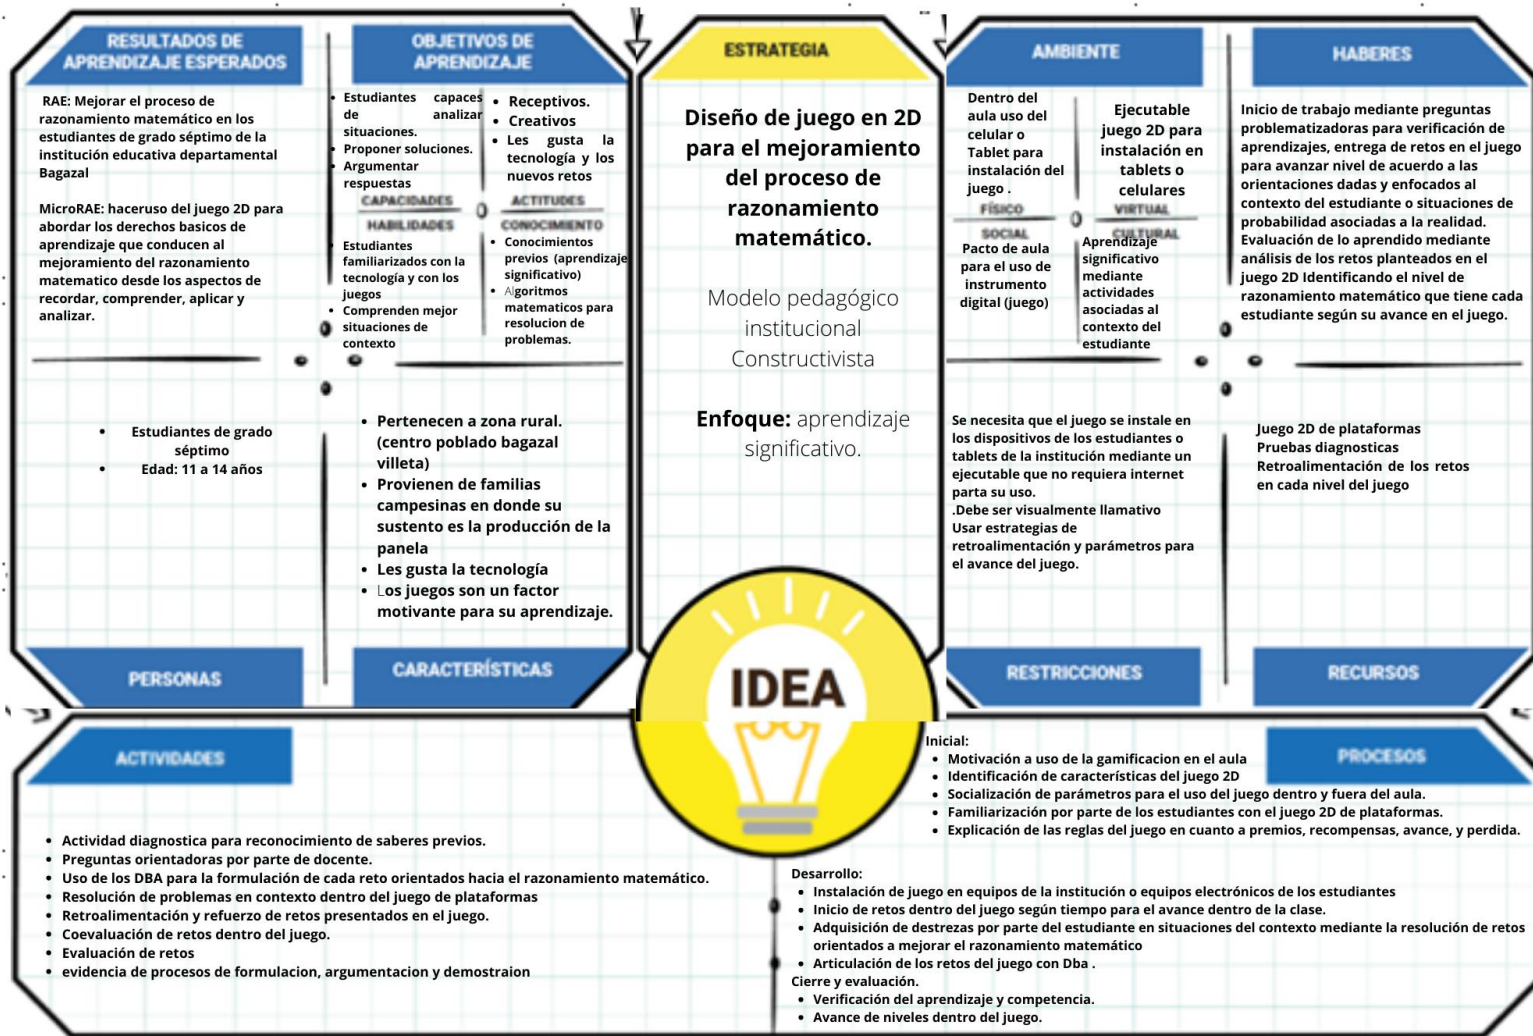 RESULTADOS DE
APRENDIZAJE ESPERADOS
RAE: Mejorar el proceso de
razonamiento matemático en los
estudiantes de grado séptimo de la
institución educativa departamental
Bagazal
MicroRAE: haceruso del juego 2D para
abordar los derechos basicos de
aprendizaje que conducen al
mejoramiento del razonamiento
matematico desde los aspectos de
recordar, comprender, aplicar y
analizar.
OBJETIVOS DE
APRENDIZAJE
Estudiantes capaces
de analizar
situaciones.
Proponer soluciones.
Argumentar
respuestas
CAPACIDADES
Receptivos.
Creativos
Les gusta la
tecnología y los
nuevos retos
ACTITUDES
HABILIDADES
Estudiantes
familiarizados con la
tecnología y con los
juegos
Comprenden mejor
situaciones de
contexto
CONOCIMIENTO
Conocimientos
previos (aprendizaje
significativo)
Algoritmos
matematicos para
resolucion de
problemas.
Estudiantes de grado
séptimo
Edad: 11 a 14 años
PERSONAS
Pertenecen a zona rural.
(centro poblado bagazal
villeta)
Provienen de familias
campesinas en donde su
sustento es la producción de la
panela
Les gusta la tecnología
Los juegos son un factor
motivante para su aprendizaje.
CARACTERÍSTICAS
ESTRATEGIA
Diseño de juego en 2D
para el mejoramiento
del proceso de
razonamiento
matemático.
Modelo pedagógico
institucional
Constructivista
Enfoque: aprendizaje
significativo.
IDEA
AMBIENTE
Dentro del
aula uso del
celular o
Tablet para
instalación del
juego .
FÍSICO
Ejecutable
juego 2D para
instalación en
tablets o
celulares
VIRTUAL
SOCIAL
Pacto de aula
para el uso de
instrumento
digital (juego)
CULTURAL
Aprendizaje
significativo
mediante
actividades
asociadas al
contexto del
estudiante
HABERES
Inicio de trabajo mediante preguntas
problematizadoras para verificación de
aprendizajes, entrega de retos en el juego
para avanzar nivel de acuerdo a las
orientaciones dadas y enfocados al
contexto del estudiante o situaciones de
probabilidad asociadas a la realidad.
Evaluación de lo aprendido mediante
análisis de los retos planteados en el
juego 2D Identificando el nivel de
razonamiento matemático que tiene cada
estudiante según su avance en el juego.
Se necesita que el juego se instale en
los dispositivos de los estudiantes o
tablets de la institución mediante un
ejecutable que no requiera internet
parta su uso.
.Debe ser visualmente llamativo
Usar estrategias de
retroalimentación y parámetros para
el avance del juego.
RESTRICCIONES
Juego 2D de plataformas
Pruebas diagnosticas
Retroalimentación de los retos
en cada nivel del juego
RECURSOS
ACTIVIDADES
Actividad diagnostica para reconocimiento de saberes previos.
Preguntas orientadoras por parte de docente.
Uso de los DBA para la formulación de cada reto orientados hacia el razonamiento matemático.
Resolución de problemas en contexto dentro del juego de plataformas
Retroalimentación y refuerzo de retos presentados en el juego.
Coevaluación de retos dentro del juego.
Evaluación de retos
evidencia de procesos de formulacion, argumentacion y demostraion
PROCESOS
Inicial:
Motivación a uso de la gamificacion en el aula
Identificación de características del juego 2D
Socialización de parámetros para el uso del juego dentro y fuera del aula.
Familiarización por parte de los estudiantes con el juego 2D de plataformas.
Explicación de las reglas del juego en cuanto a premios, recompensas, avance, y perdida.
Desarrollo:
Instalación de juego en equipos de la institución o equipos electrónicos de los estudiantes
Inicio de retos dentro del juego según tiempo para el avance dentro de la clase.
Adquisición de destrezas por parte del estudiante en situaciones del contexto mediante la resolución de retos
orientados a mejorar el razonamiento matemático
Articulación de los retos del juego con Dba .
Cierre y evaluación.
Verificación del aprendizaje y competencia.
Avance de niveles dentro del juego.